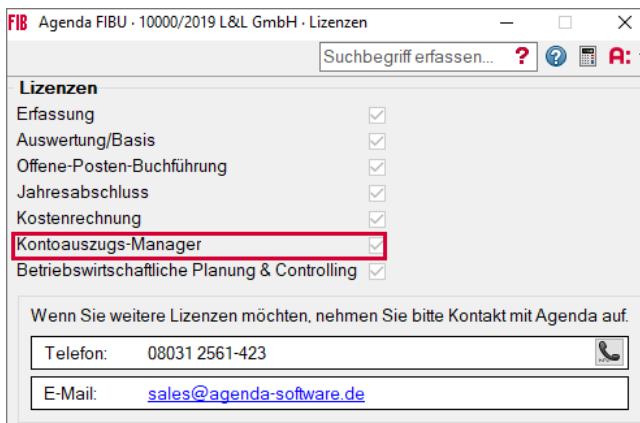 FIB Agenda FIBU · 10000/2019 L&L GmbH · Lizenzen
Suchbegriff erfassen... ? ? A:
Lizenzen
Erfassung
Auswertung/Basis
Offene-Posten-Buchführung
Jahresabschluss
Kostenrechnung
Kontoauszugs-Manager
Betriebswirtschaftliche Planung & Controlling
Wenn Sie weitere Lizenzen möchten, nehmen Sie bitte Kontakt mit Agenda auf.
Telefon: 08031 2561-423
E-Mail: sales@agenda-software.de